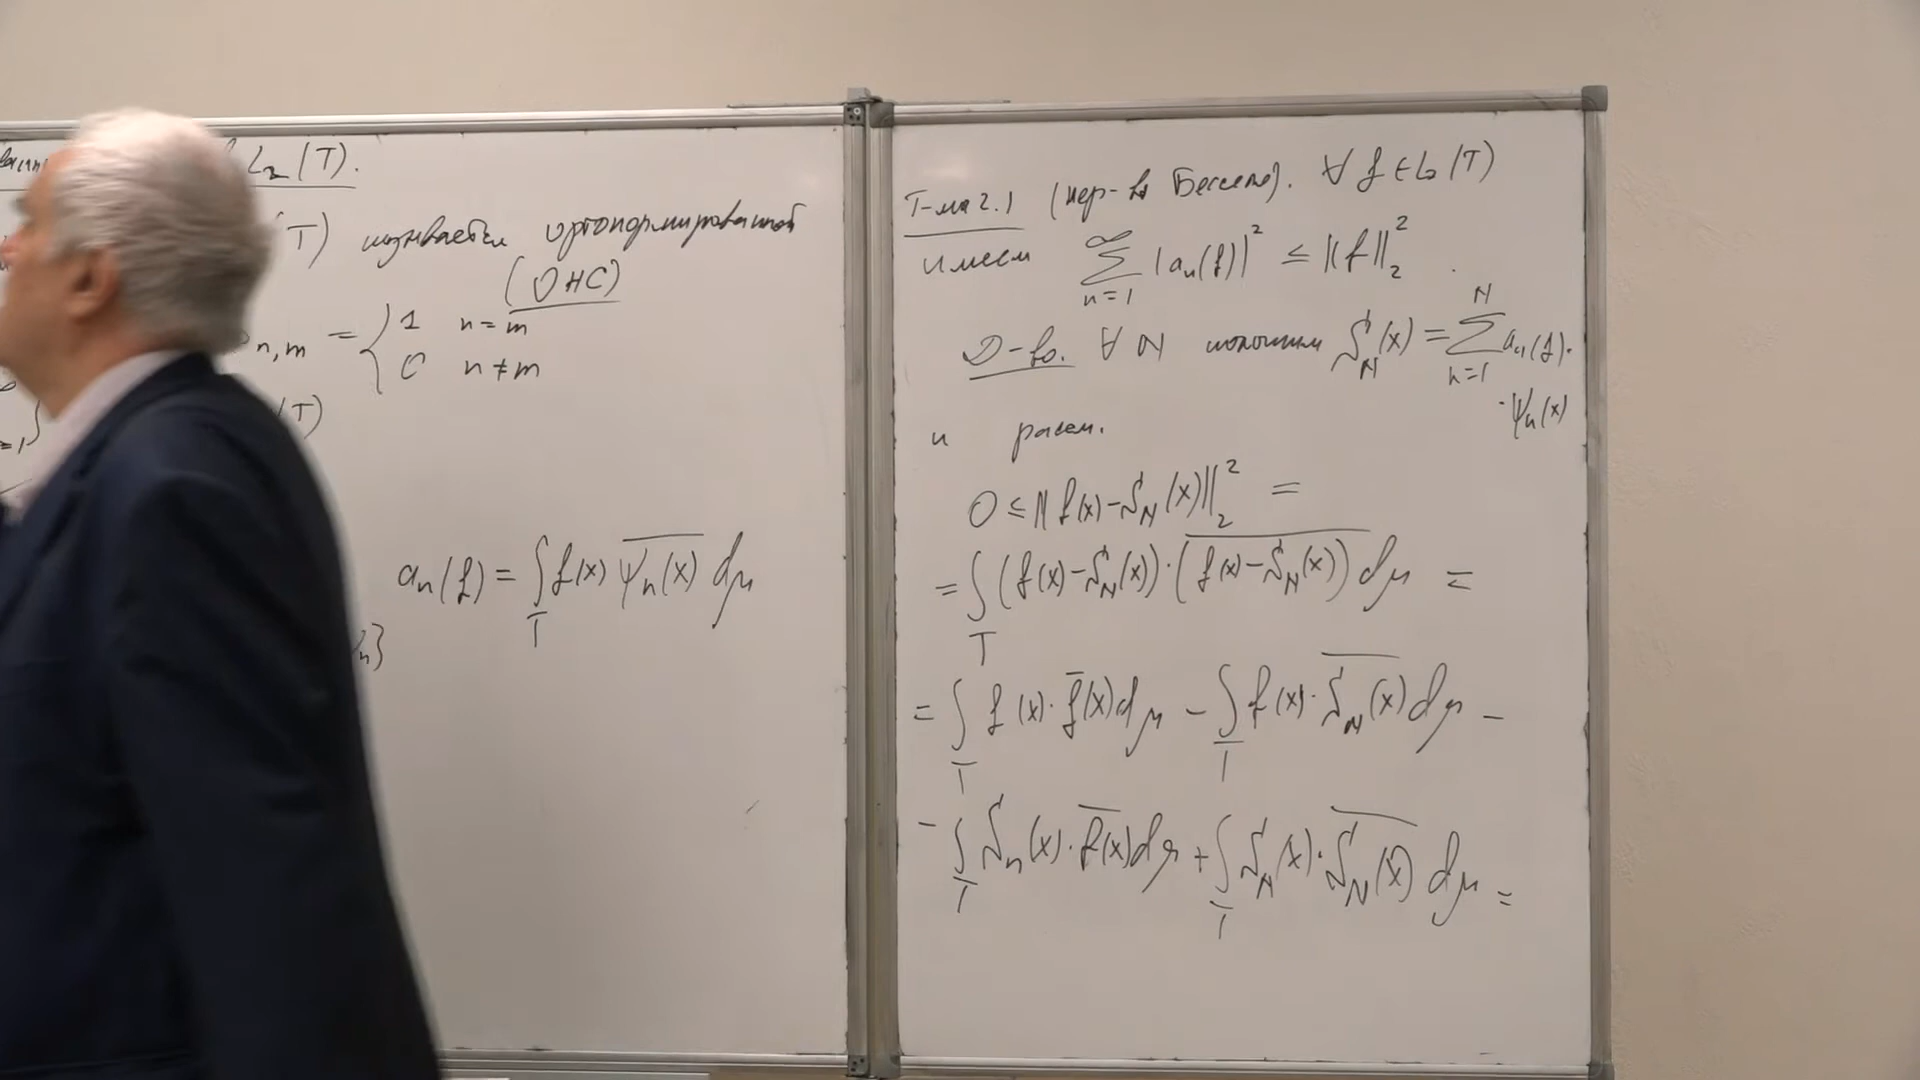 L₂(T).
T) называется ортонормированной
(ОНС)
n,m = { 1 n = m
0 n ≠ m
(T)
aₙ(f) = ∫_T f(x) \overline{ψₙ(x)} dμ
ₙ}
Т-ма 2.1 (нер-во Бесселя). ∀ f ∈ L₂(T)
имеем ∑_{n=1}^{∞} |aₙ(f)|² ≤ ||f||₂² .
Д-во. ∀ N положим S_N(x) = ∑_{n=1}^{N} aₙ(f)·
·ψₙ(x)
и рассм.
0 ≤ || f(x) − S_N(x) ||₂² =
= ∫_T (f(x) − S_N(x))·(\overline{f(x) − S_N(x)}) dμ =
= ∫_T f(x)·\overline{f}(x) dμ − ∫_T f(x)·\overline{S_N(x)} dμ −
− ∫_T Sₙ(x)·\overline{f(x)} dμ + ∫_T S_N(x)·\overline{S_N(x)} dμ =